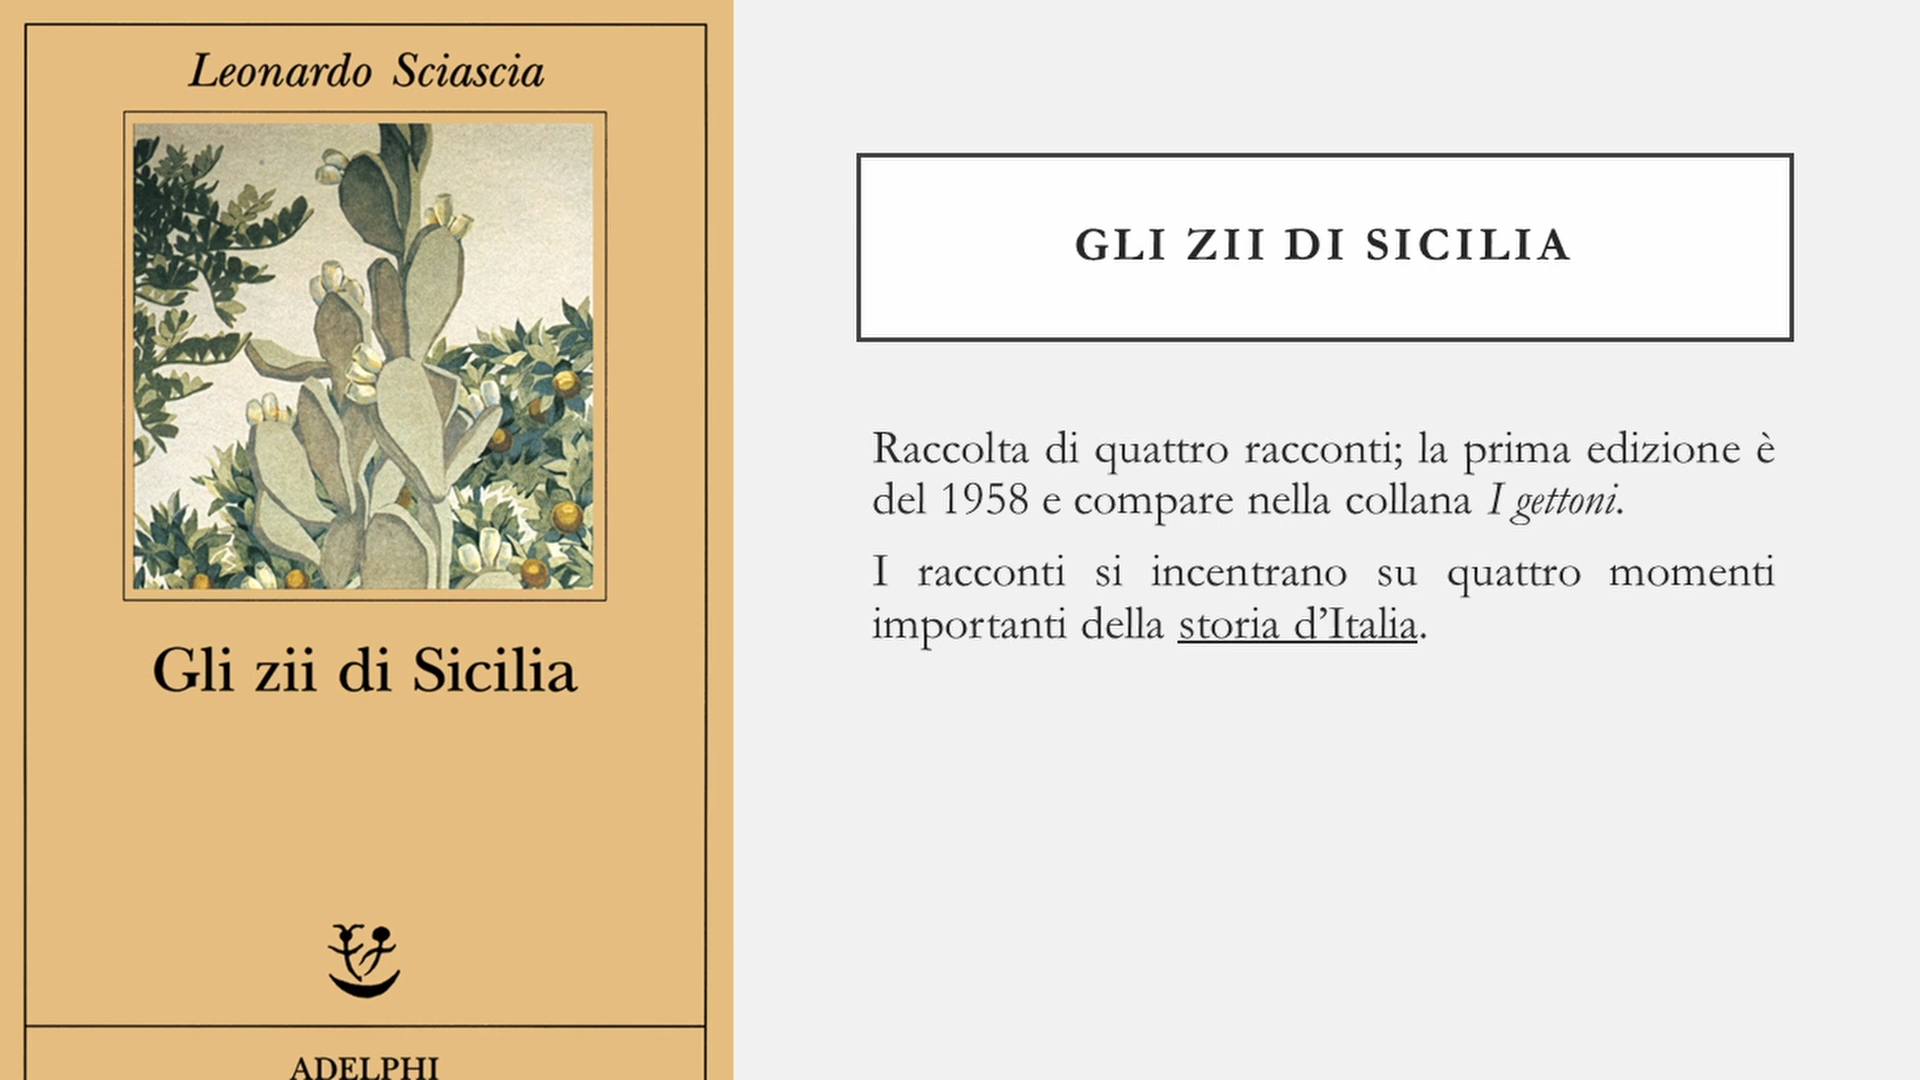 Leonardo Sciascia
Gli zii di Sicilia
ADELPHI
GLI ZII DI SICILIA
Raccolta di quattro racconti; la prima edizione è
del 1958 e compare nella collana I gettoni.
I racconti si incentrano su quattro momenti
importanti della storia d’Italia.